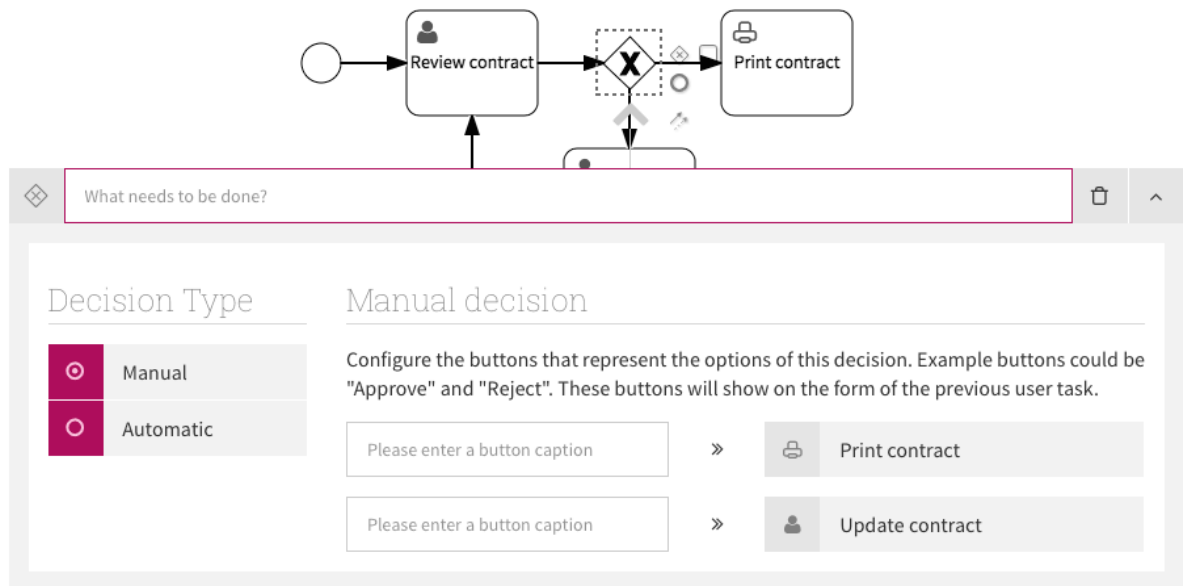 Review contract
Print contract
What needs to be done?
Decision Type
Manual
Automatic
Manual decision
Configure the buttons that represent the options of this decision. Example buttons could be
"Approve" and "Reject". These buttons will show on the form of the previous user task.
Please enter a button caption
Print contract
Please enter a button caption
Update contract